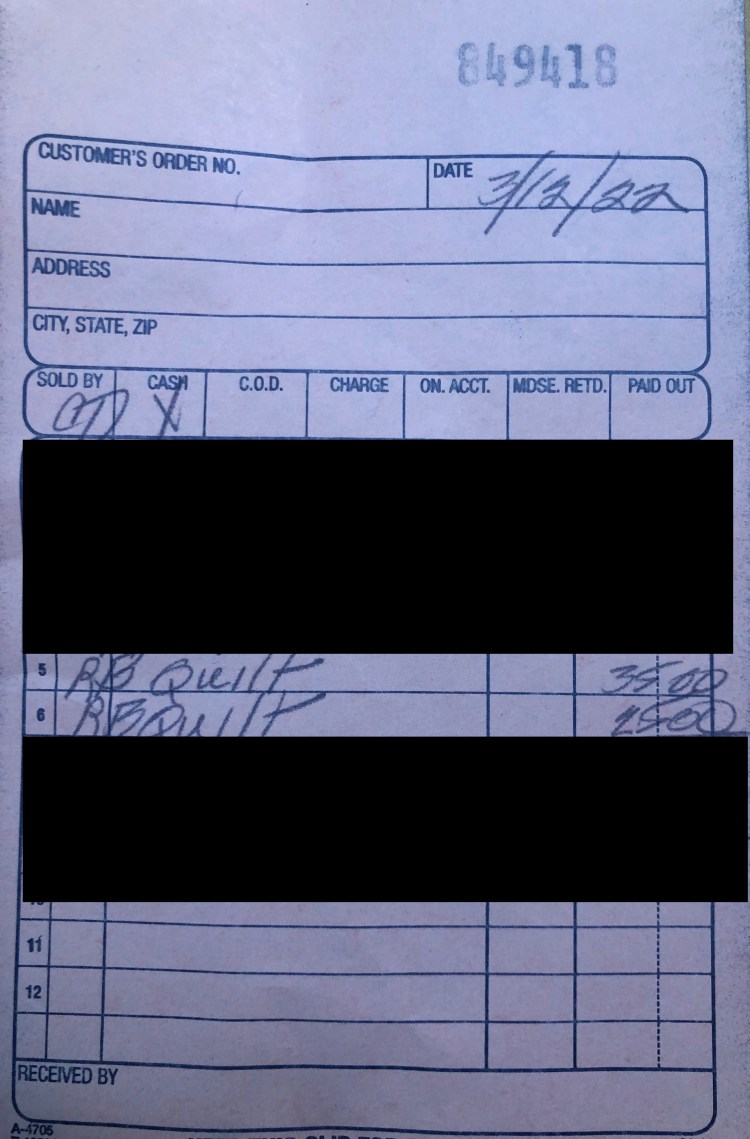 849418
CUSTOMER'S ORDER NO. DATE 3/12/22
NAME
ADDRESS
CITY, STATE, ZIP
SOLD BY CASH C.O.D. CHARGE ON. ACCT. MDSE. RETD. PAID OUT
X
5 RB Quilt 35 00
6 RB Quilt 25 00
11
12
RECEIVED BY
A-4705